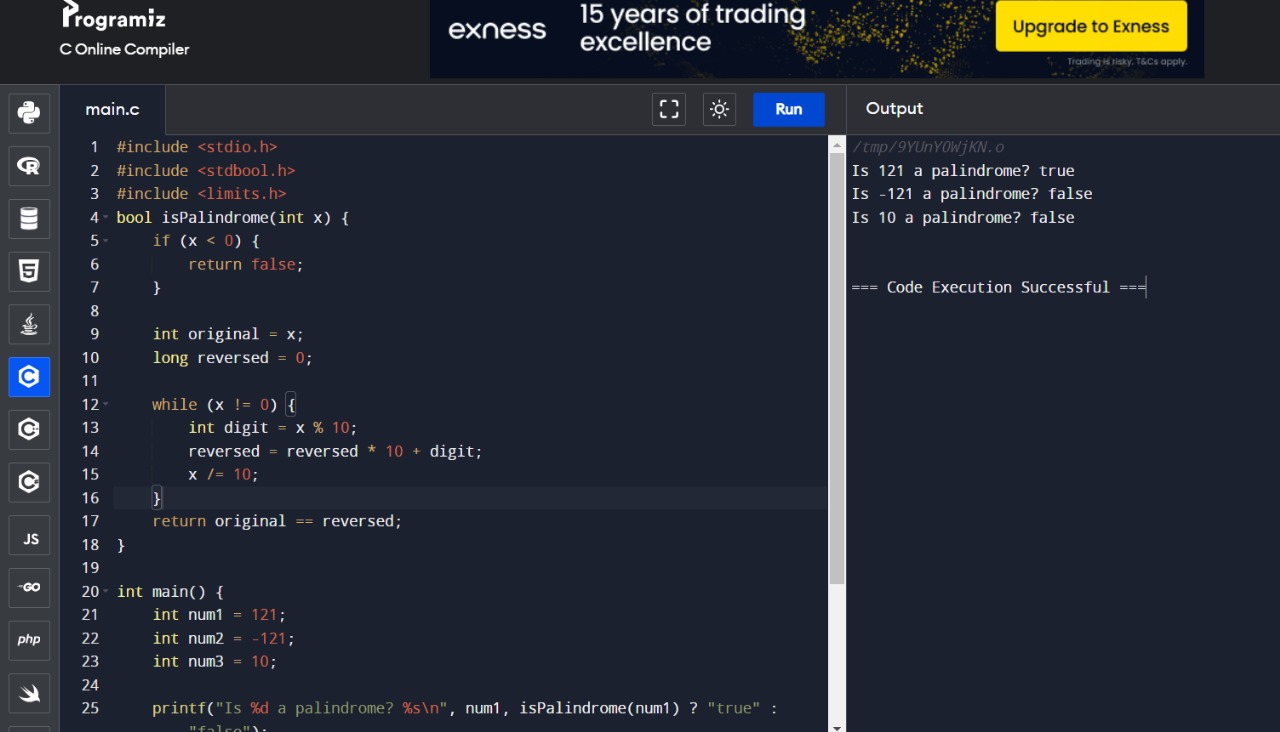 Programiz
C Online Compiler
exness
15 years of trading
excellence
Upgrade to Exness
Trading is risky. T&Cs apply.
main.c
Run
Output
1 #include <stdio.h>
2 #include <stdbool.h>
3 #include <limits.h>
4 bool isPalindrome(int x) {
5     if (x < 0) {
6         return false;
7     }
8
9     int original = x;
10     long reversed = 0;
11
12     while (x != 0) {
13         int digit = x % 10;
14         reversed = reversed * 10 + digit;
15         x /= 10;
16     }
17     return original == reversed;
18 }
19
20 int main() {
21     int num1 = 121;
22     int num2 = -121;
23     int num3 = 10;
24
25     printf("Is %d a palindrome? %s\n", num1, isPalindrome(num1) ? "true" :
"false");
/tmp/9YUnYOWjKN.o
Is 121 a palindrome? true
Is -121 a palindrome? false
Is 10 a palindrome? false
=== Code Execution Successful ===
R
5
C
C
C
JS
GO
php